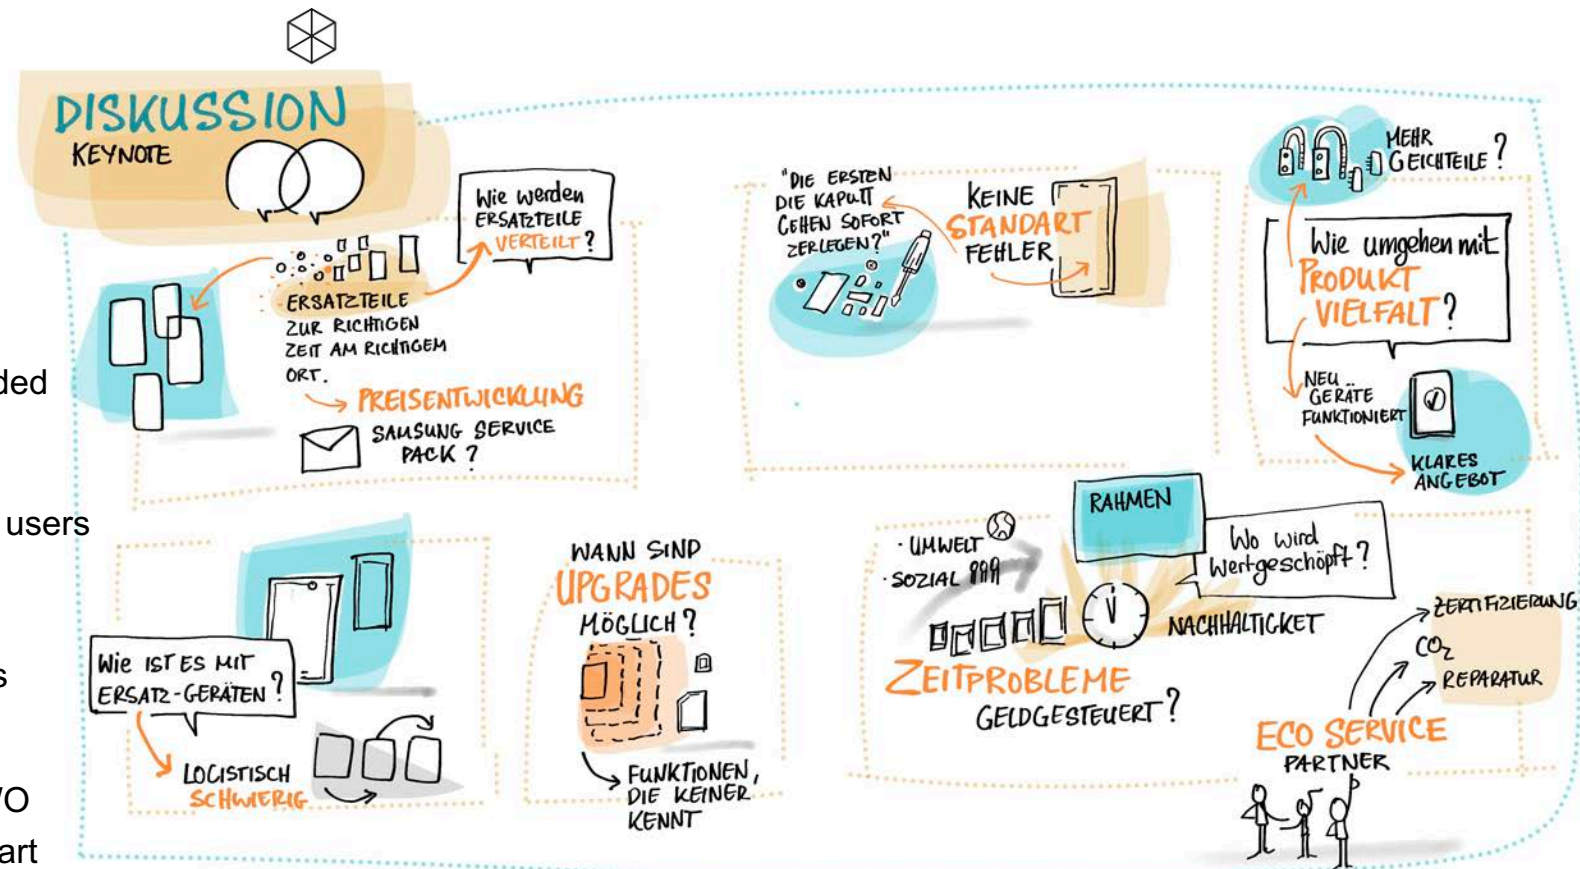 DISKUSSION
KEYNOTE
Wie werden
ERSATZTEILE
VERTEILT?
ERSATZTEILE
ZUR RICHTIGEN
ZEIT AM RICHTIGEM
ORT.
PREISENTWICKLUNG
SAMSUNG SERVICE
PACK?
"DIE ERSTEN
DIE KAPUTT
GEHEN SOFORT
ZERLEGEN?"
KEINE
STANDART
FEHLER
MEHR
GEICHTEILE?
Wie umgehen mit
PRODUKT
VIELFALT?
NEU
GERÄTE
FUNKTIONIERT
KLARES
ANGEBOT
ded
users
s
/O
art
Wie IST ES MIT
ERSATZ-GERÄTEN?
LOGISTISCH
SCHWIERIG
WANN SIND
UPGRADES
MÖGLICH?
FUNKTIONEN,
DIE KEINER
KENNT
RAHMEN
· UMWELT
· SOZIAL
Wo wird
Wertgeschöpft?
NACHHALTIGKET
ZEITPROBLEME
GELDGESTEUERT?
ZERTIFIZIERUNG
CO₂
REPARATUR
ECO SERVICE
PARTNER